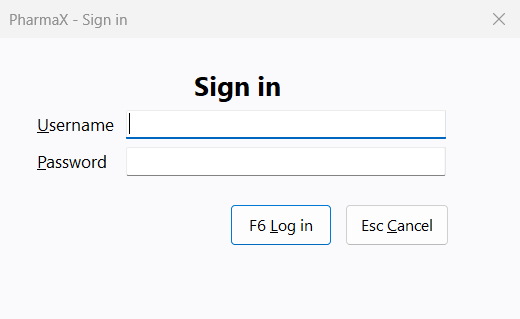 PharmaX - Sign in
Sign in
Username
Password
F6 Log in Esc Cancel